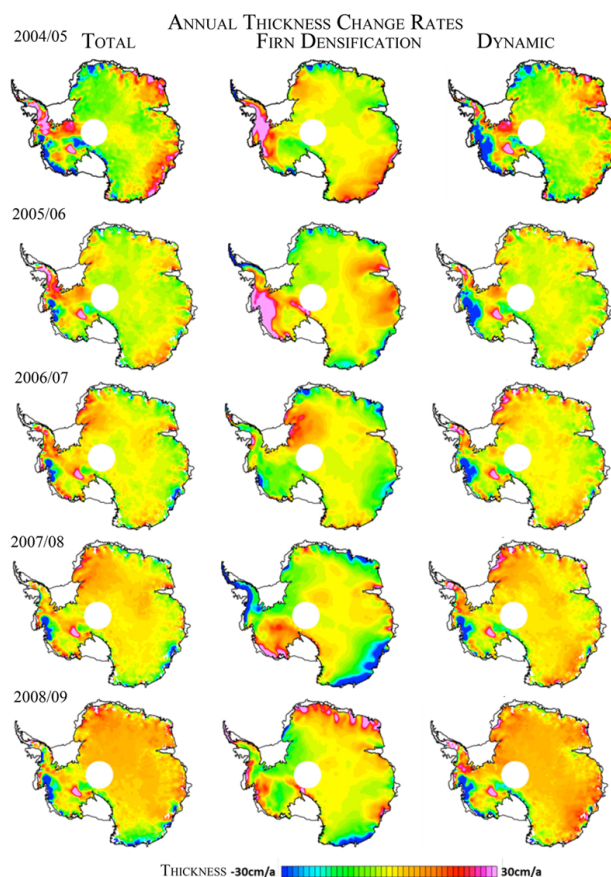 ANNUAL THICKNESS CHANGE RATES
2004/05 TOTAL FIRN DENSIFICATION DYNAMIC
2005/06
2006/07
2007/08
2008/09
THICKNESS -30cm/a 30cm/a